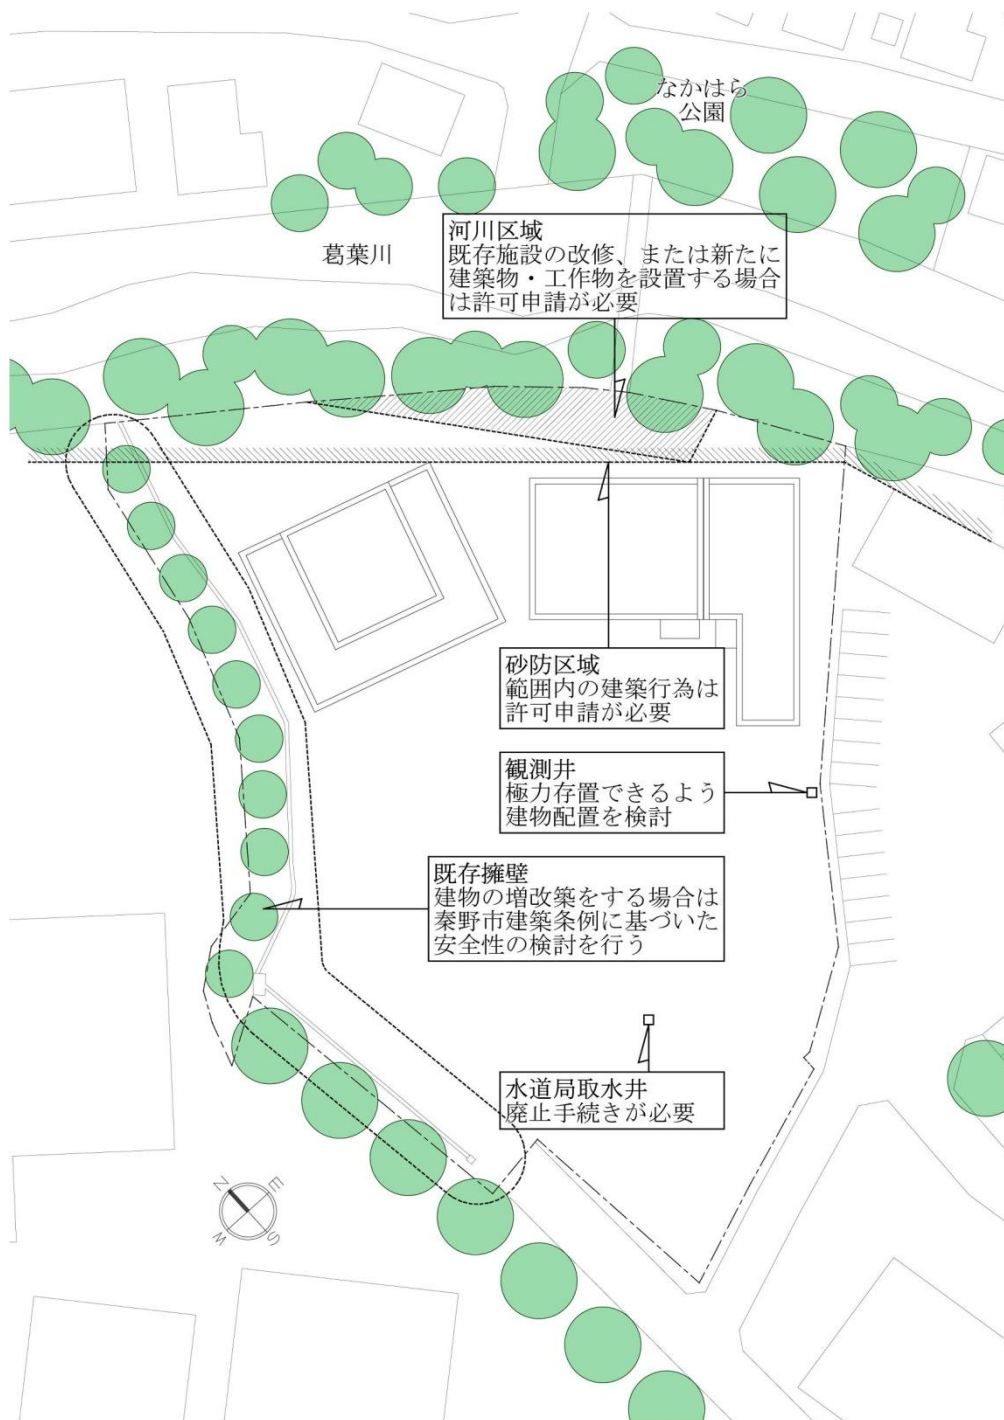 なかはら
公園
葛葉川
河川区域
既存施設の改修、または新たに
建築物・工作物を設置する場合
は許可申請が必要
砂防区域
範囲内の建築行為は
許可申請が必要
観測井
極力存置できるよう
建物配置を検討
既存擁壁
建物の増改築をする場合は
秦野市建築条例に基づいた
安全性の検討を行う
水道局取水井
廃止手続きが必要
N
E
W
S